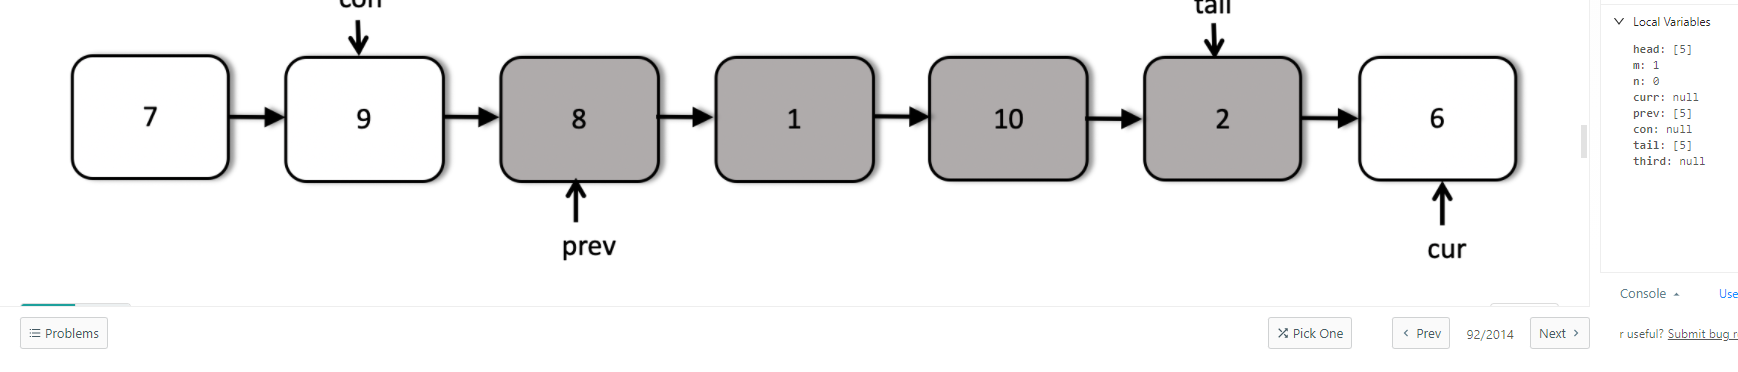 con
tail
7
9
8
1
10
2
6
prev
cur
Local Variables
head: [5]
m: 1
n: 0
curr: null
prev: [5]
con: null
tail: [5]
third: null
Console
Use
Problems
Pick One
Prev
92/2014
Next
r useful? Submit bug r